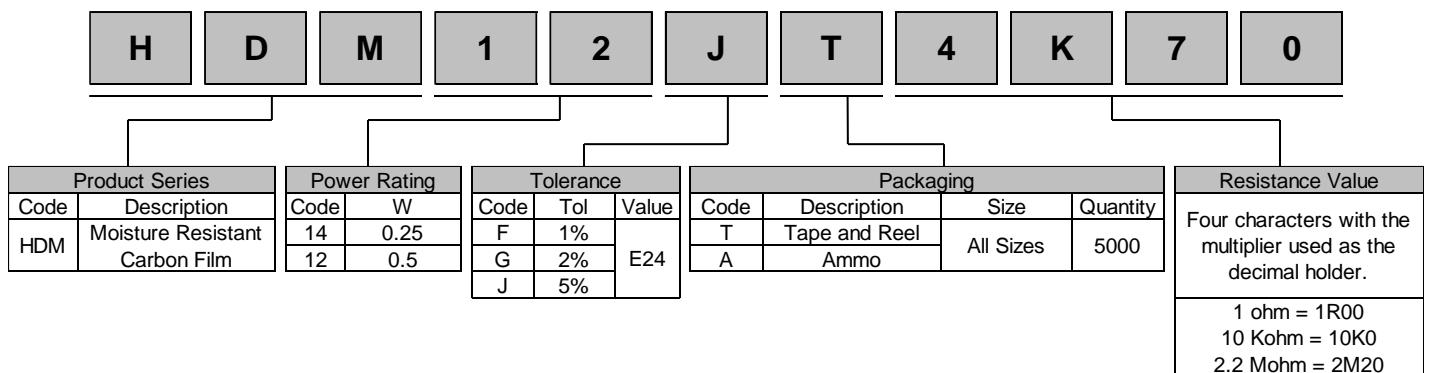 H D M 1 2 J T 4 K 7 0
Product Series
Code Description
HDM Moisture Resistant
Carbon Film
Power Rating
Code W
14 0.25
12 0.5
Tolerance
Code Tol Value
F 1%
G 2% E24
J 5%
Packaging
Code Description Size Quantity
T Tape and Reel All Sizes 5000
A Ammo
Resistance Value
Four characters with the
multiplier used as the
decimal holder.
1 ohm = 1R00
10 Kohm = 10K0
2.2 Mohm = 2M20